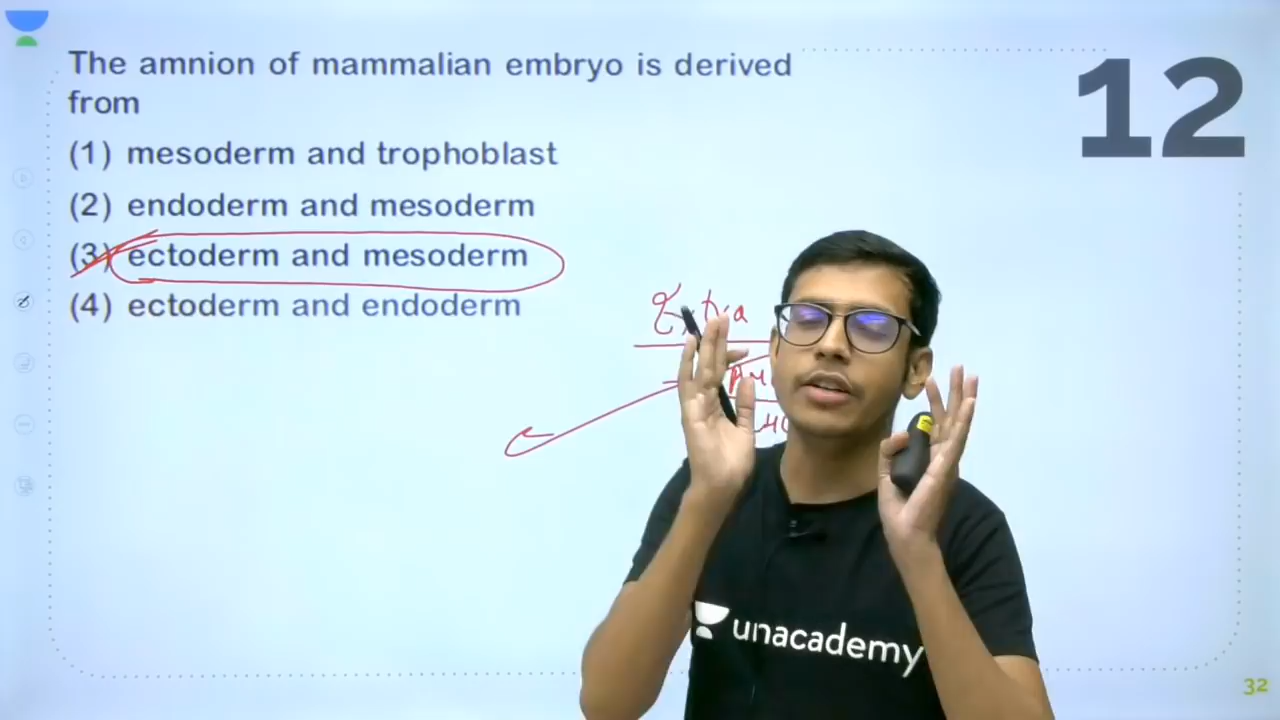 The amnion of mammalian embryo is derived
from
(1) mesoderm and trophoblast
(2) endoderm and mesoderm
(3) ectoderm and mesoderm
(4) ectoderm and endoderm
12
Extra
unacademy
32